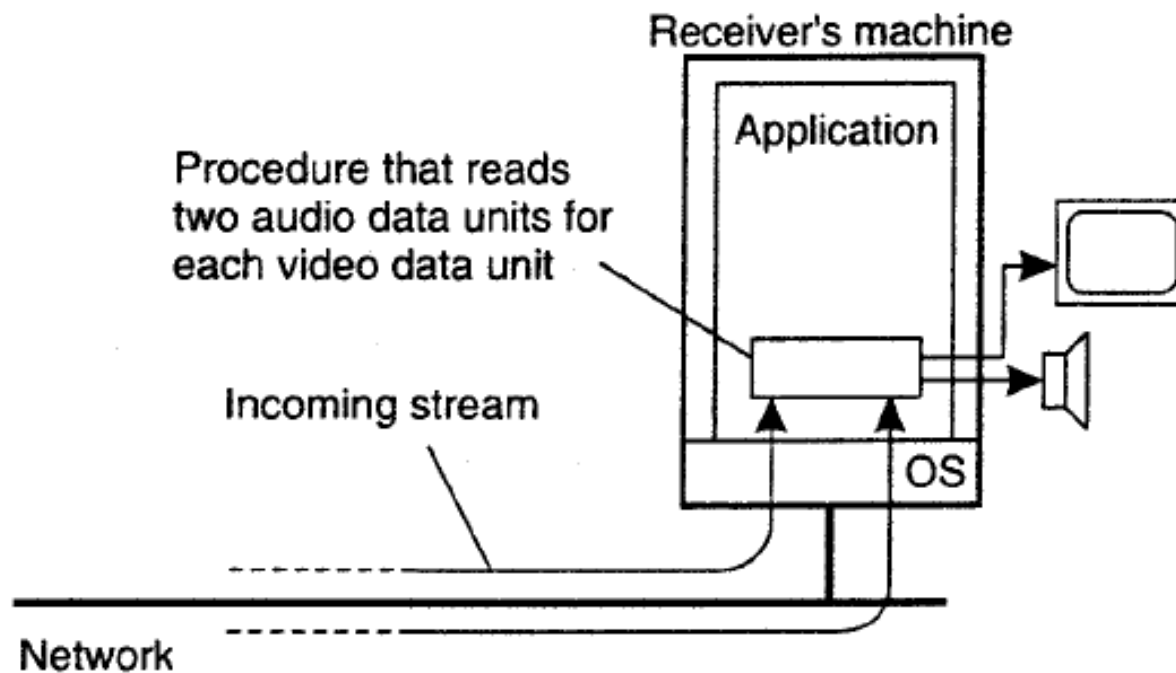 Receiver's machine
Application
Procedure that reads
two audio data units for
each video data unit
Incoming stream
OS
Network